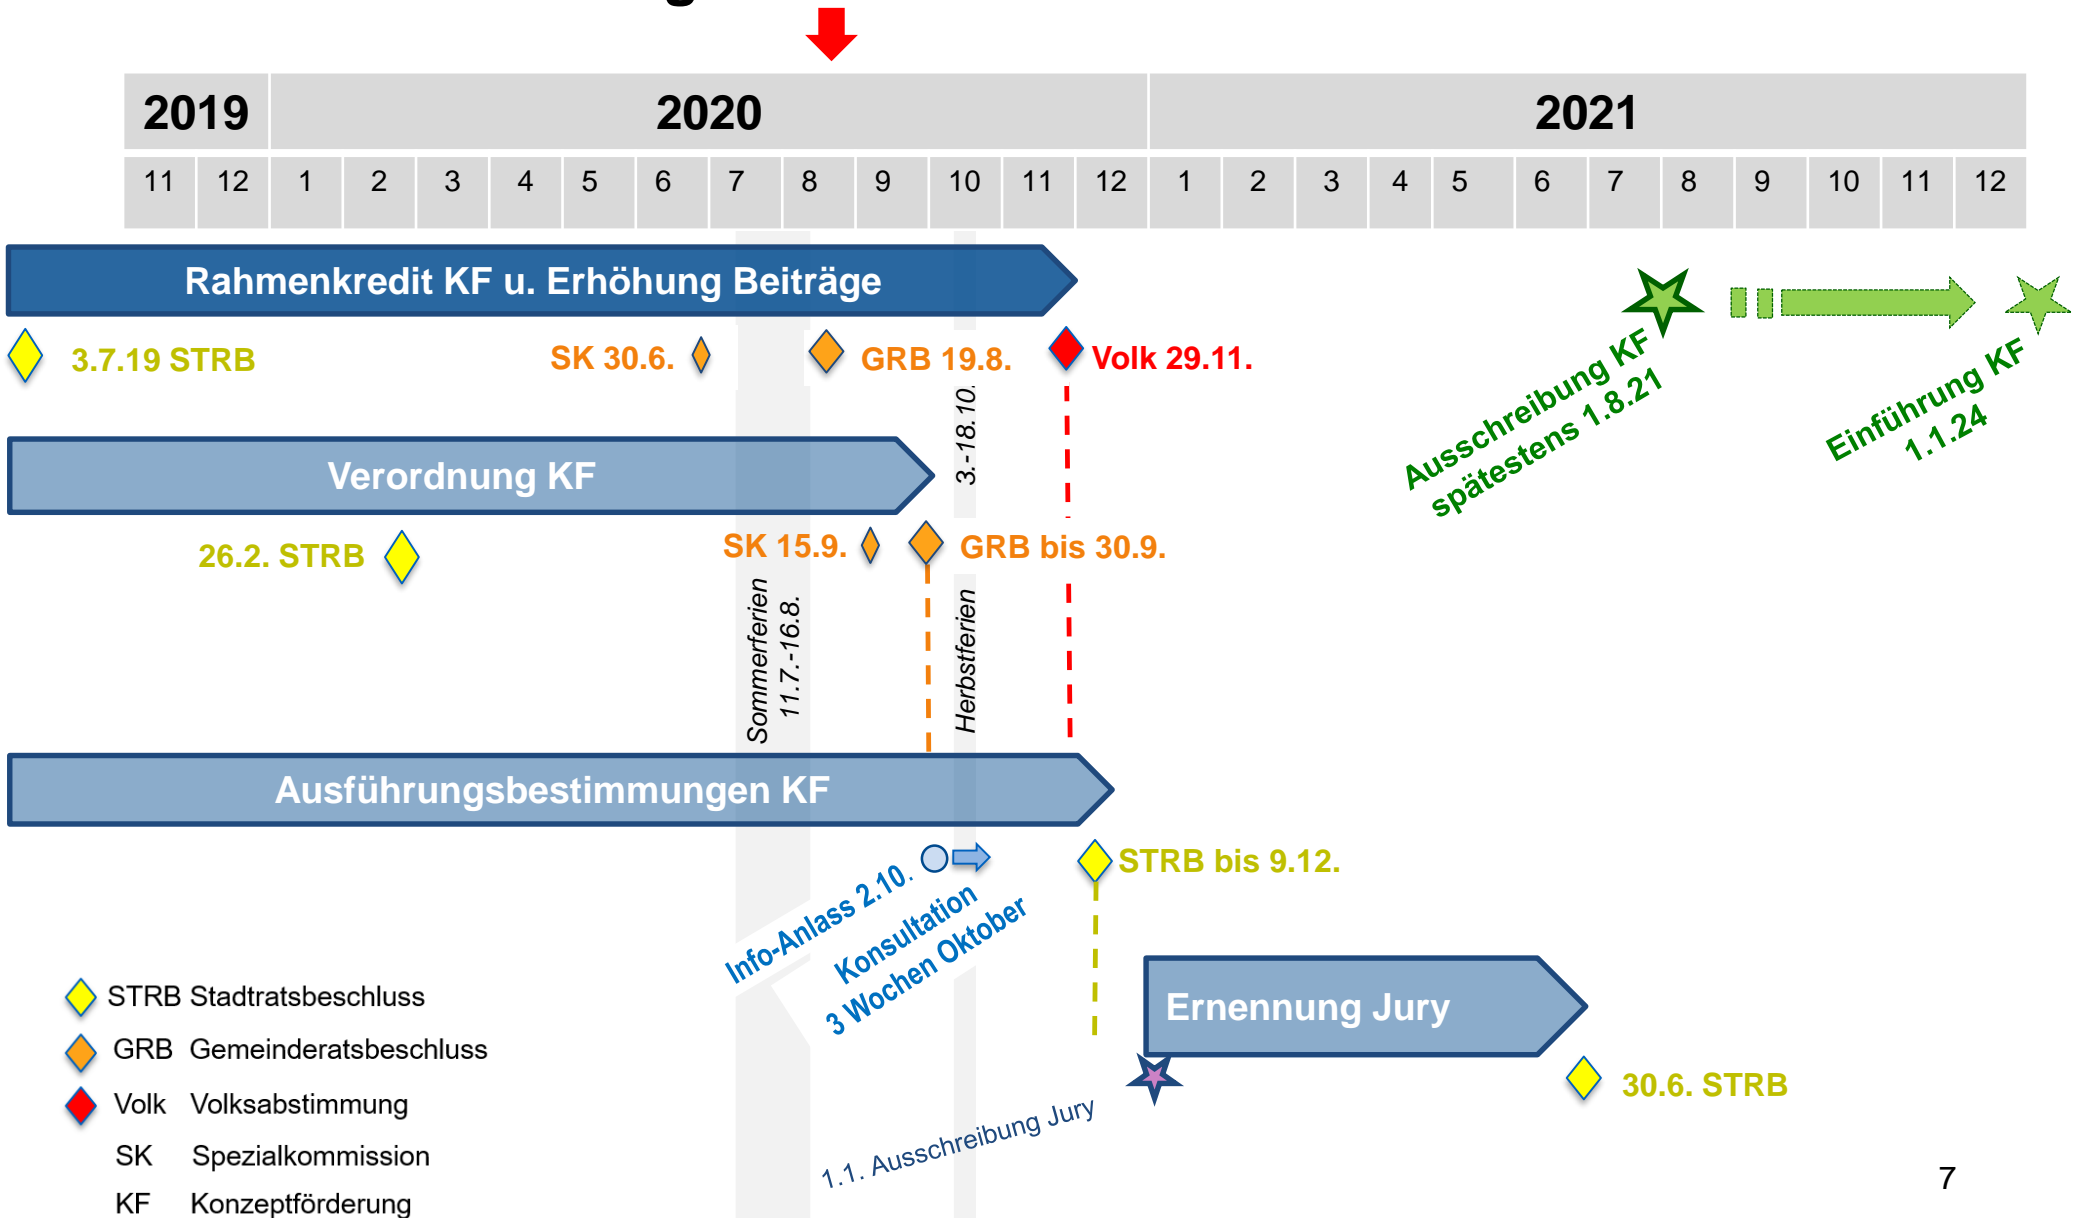 2019 2020 2021
11 12 1 2 3 4 5 6 7 8 9 10 11 12 1 2 3 4 5 6 7 8 9 10 11 12
Rahmenkredit KF u. Erhöhung Beiträge
3.7.19 STRB
SK 30.6.
GRB 19.8.
Volk 29.11.
Ausschreibung KF
spätestens 1.8.21
Einführung KF
1.1.24
Verordnung KF
26.2. STRB
SK 15.9.
GRB bis 30.9.
Sommerferien
11.7.-16.8.
Herbstferien 3.-18.10.
Ausführungsbestimmungen KF
Info-Anlass 2.10.
Konsultation
3 Wochen Oktober
STRB bis 9.12.
Ernennung Jury
1.1. Ausschreibung Jury
30.6. STRB
STRB Stadtratsbeschluss
GRB Gemeinderatsbeschluss
Volk Volksabstimmung
SK Spezialkommission
KF Konzeptförderung
7